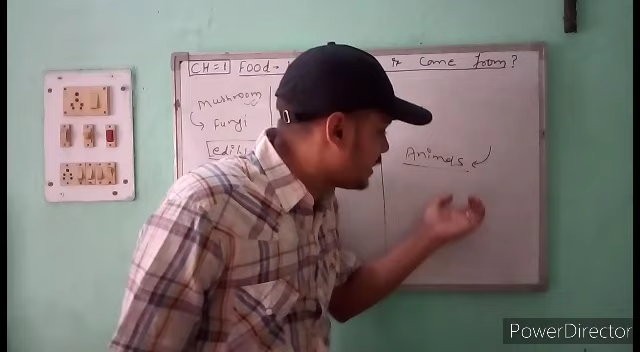 CH=1 Food - come from?
Mushroom
Fungi
Animals
PowerDirector